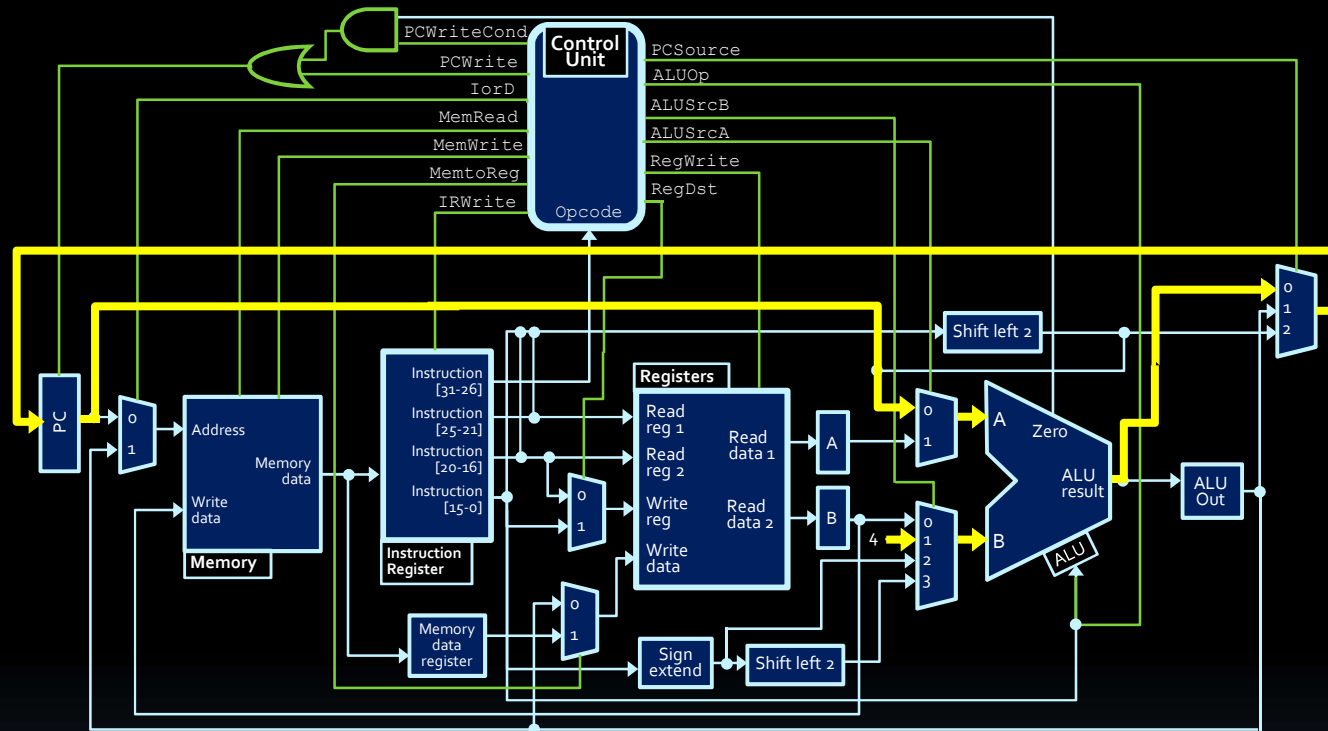 PCWriteCond
PCWrite
IorD
MemRead
MemWrite
MemtoReg
IRWrite
Control
Unit
Opcode
PCSource
ALUOp
ALUSrcB
ALUSrcA
RegWrite
RegDst
0
1
2
Shift left 2
PC
0
1
Address
Memory
data
Write
data
Memory
Instruction
[31-26]
Instruction
[25-21]
Instruction
[20-16]
Instruction
[15-0]
Instruction
Register
0
1
Registers
Read
reg 1
Read
reg 2
Write
reg
Write
data
Read
data 1
Read
data 2
A
B
0
1
4
0
1
2
3
A
B
Zero
ALU
result
ALU
ALU
Out
0
1
Memory
data
register
Sign
extend
Shift left 2